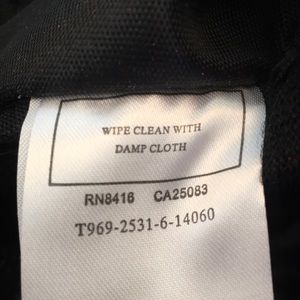 WIPE CLEAN WITH
DAMP CLOTH
RN8416 CA25083
T969-2531-6-14060